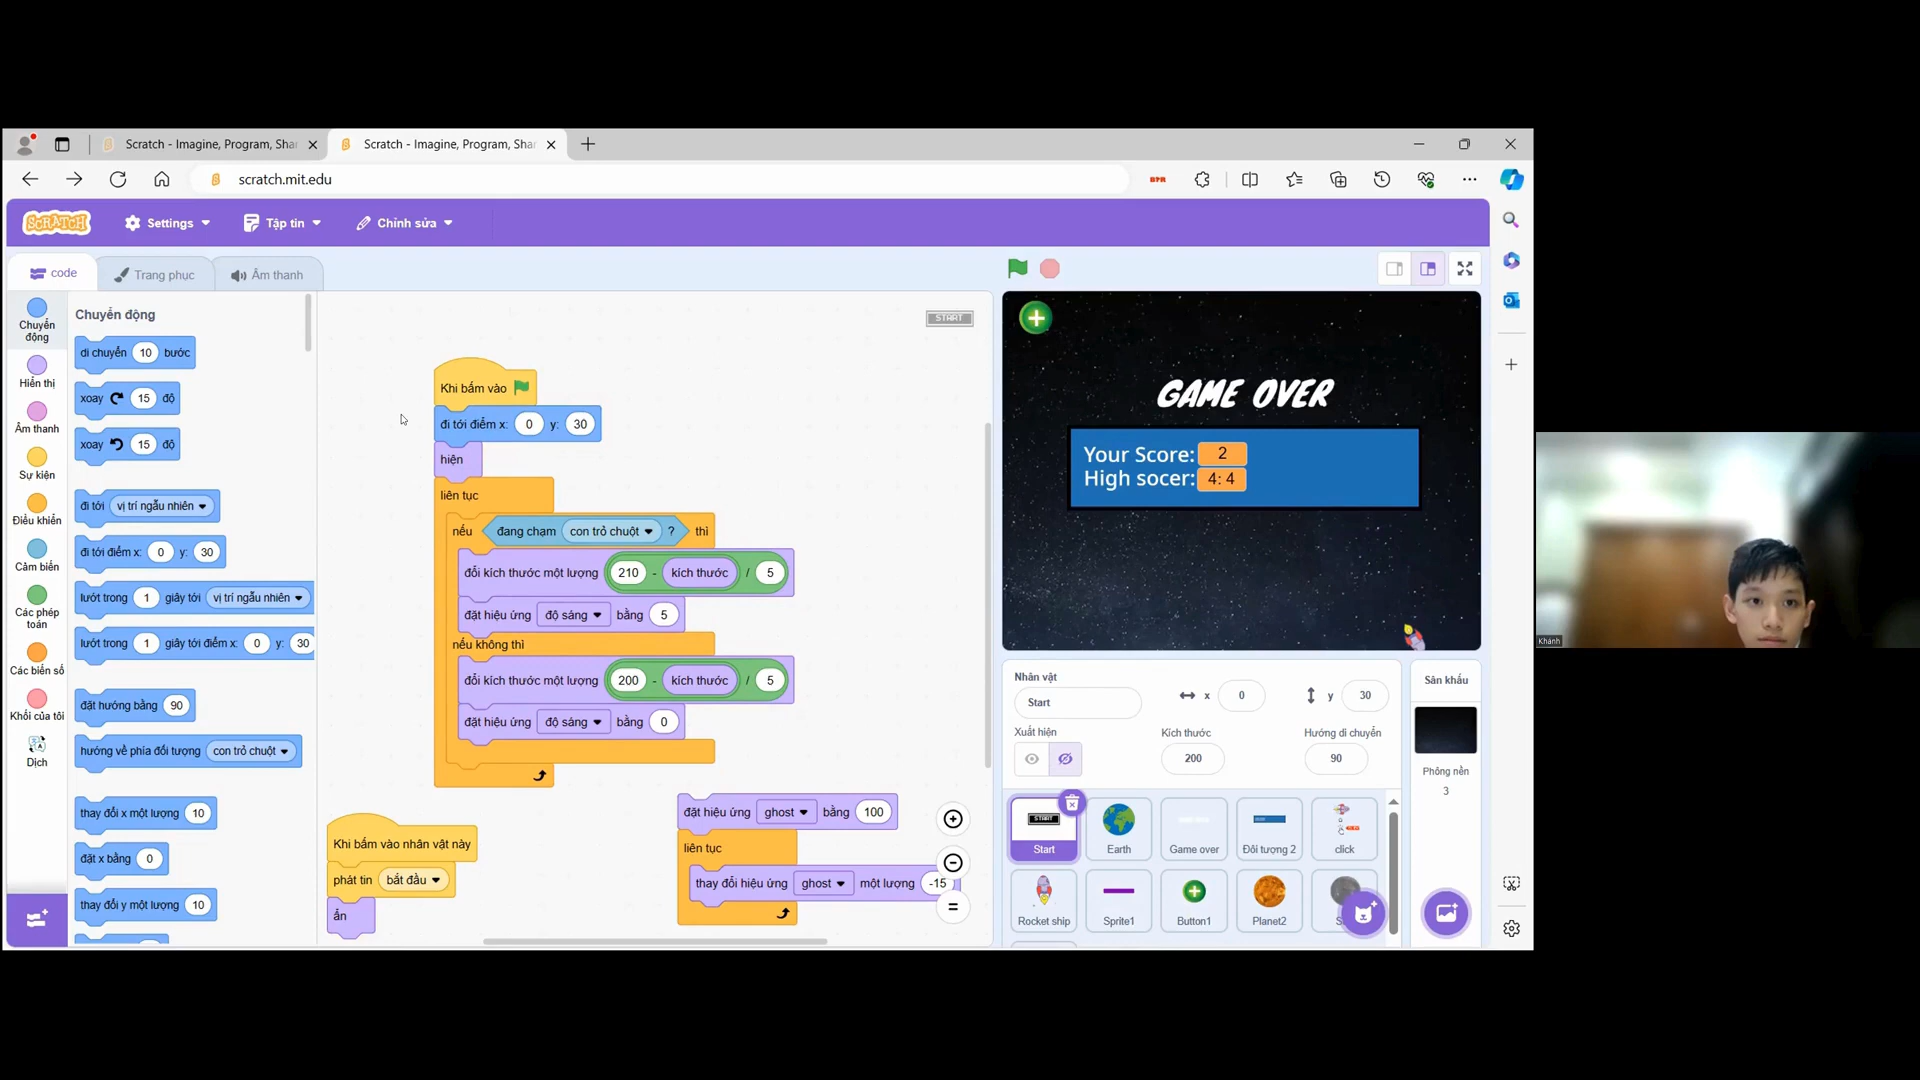 Scratch - Imagine, Program, Shar
Scratch - Imagine, Program, Shar
scratch.mit.edu
SCRATCH
Settings
Tập tin
Chỉnh sửa
code
Trang phục
Âm thanh
Chuyển động
Hiển thị
Âm thanh
Sự kiện
Điều khiển
Cảm biến
Các phép toán
Các biến số
Khối của tôi
Dịch
Chuyển động
di chuyển 10 bước
xoay 15 độ
xoay 15 độ
đi tới vị trí ngẫu nhiên
đi tới điểm x: 0 y: 30
lướt trong 1 giây tới vị trí ngẫu nhiên
lướt trong 1 giây tới điểm x: 0 y: 30
đặt hướng bằng 90
hướng về phía đối tượng con trỏ chuột
thay đổi x một lượng 10
đặt x bằng 0
thay đổi y một lượng 10
START
Khi bấm vào
đi tới điểm x: 0 y: 30
hiện
liên tục
nếu đang chạm con trỏ chuột ? thì
đổi kích thước một lượng 210 - kích thước / 5
đặt hiệu ứng độ sáng bằng 5
nếu không thì
đổi kích thước một lượng 200 - kích thước / 5
đặt hiệu ứng độ sáng bằng 0
Khi bấm vào nhân vật này
phát tin bắt đầu
ẩn
đặt hiệu ứng ghost bằng 100
liên tục
thay đổi hiệu ứng ghost một lượng -15
GAME OVER
Your Score: 2
High socer: 4: 4
Nhân vật
Start
x 0
y 30
Xuất hiện
Kích thước
200
Hướng di chuyển
90
Sân khấu
Phông nền
3
START
Start
Earth
Game over
Đối tượng 2
click
Rocket ship
Sprite1
Button1
Planet2
Khánh